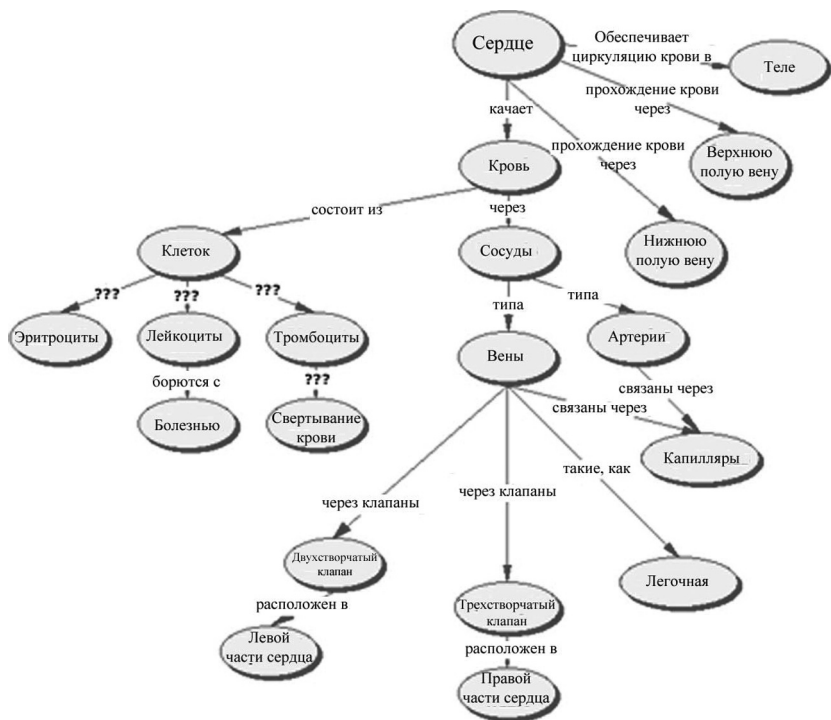 Сердце
Обеспечивает
циркуляцию крови в
Теле
качает
прохождение крови
через
Верхнюю
полую вену
прохождение крови
через
Нижнюю
полую вену
Кровь
состоит из
через
Клеток
Сосуды
???
???
???
типа
типа
Эритроциты
Лейкоциты
Тромбоциты
Вены
Артерии
борются с
???
связаны через
связаны через
Болезнью
Свертывание
крови
Капилляры
через клапаны
через клапаны
такие, как
Двухстворчатый
клапан
Легочная
расположен в
Трехстворчатый
клапан
Левой
части сердца
расположен в
Правой
части сердца